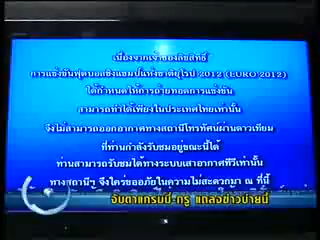 เนื่องจากเจ้าของลิขสิทธิ์
การแข่งขันฟุตบอลชิงแชมป์แห่งชาติยุโรป 2012 (EURO 2012)
ได้กำหนดให้การถ่ายทอดการแข่งขัน
สามารถทำได้เพียงในประเทศไทยเท่านั้น
จึงไม่สามารถออกอากาศทางสถานีโทรทัศน์ผ่านดาวเทียม
ที่ท่านกำลังรับชมอยู่ขณะนี้ได้
ท่านสามารถรับชมได้ทางระบบเสาอากาศทีวีเท่านั้น
ทางสถานีฯ จึงใคร่ขออภัยในความไม่สะดวกมา ณ ที่นี้
จับตาแกรมมี่-ทรู แถลงข่าวบ่ายนี้